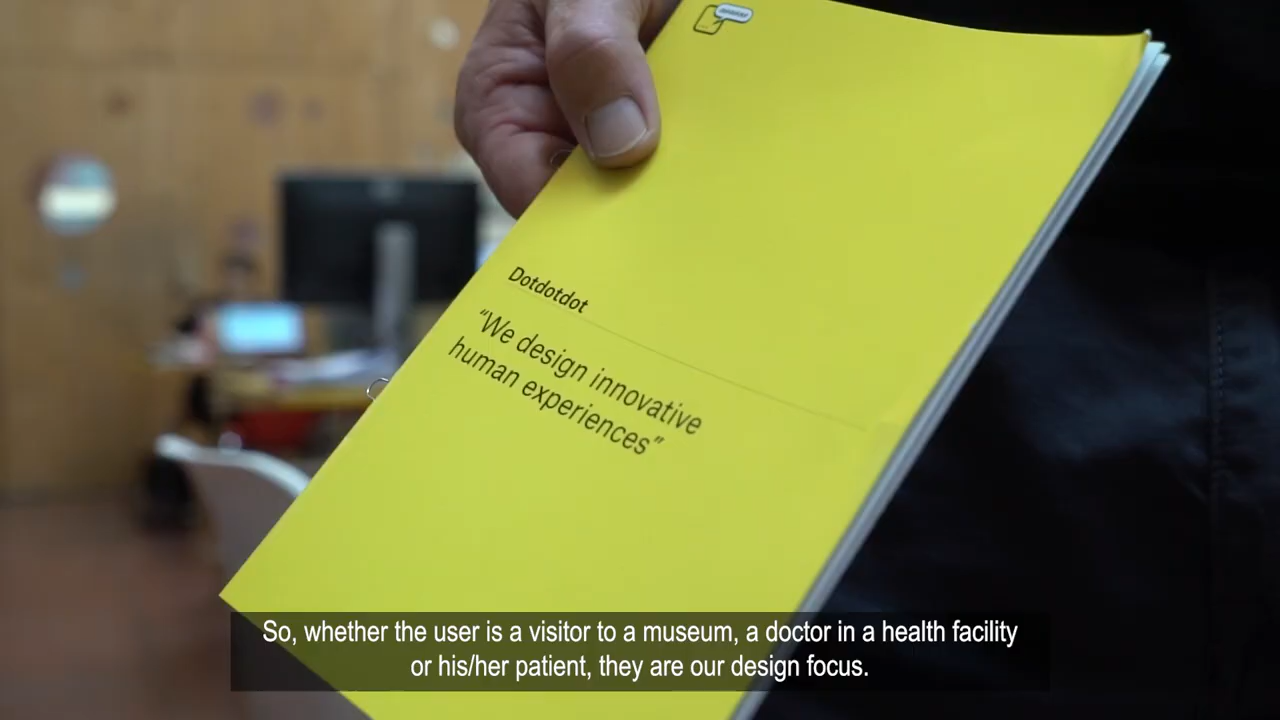 Dotdotdot
“We design innovative
human experiences”
So, whether the user is a visitor to a museum, a doctor in a health facility
or his/her patient, they are our design focus.